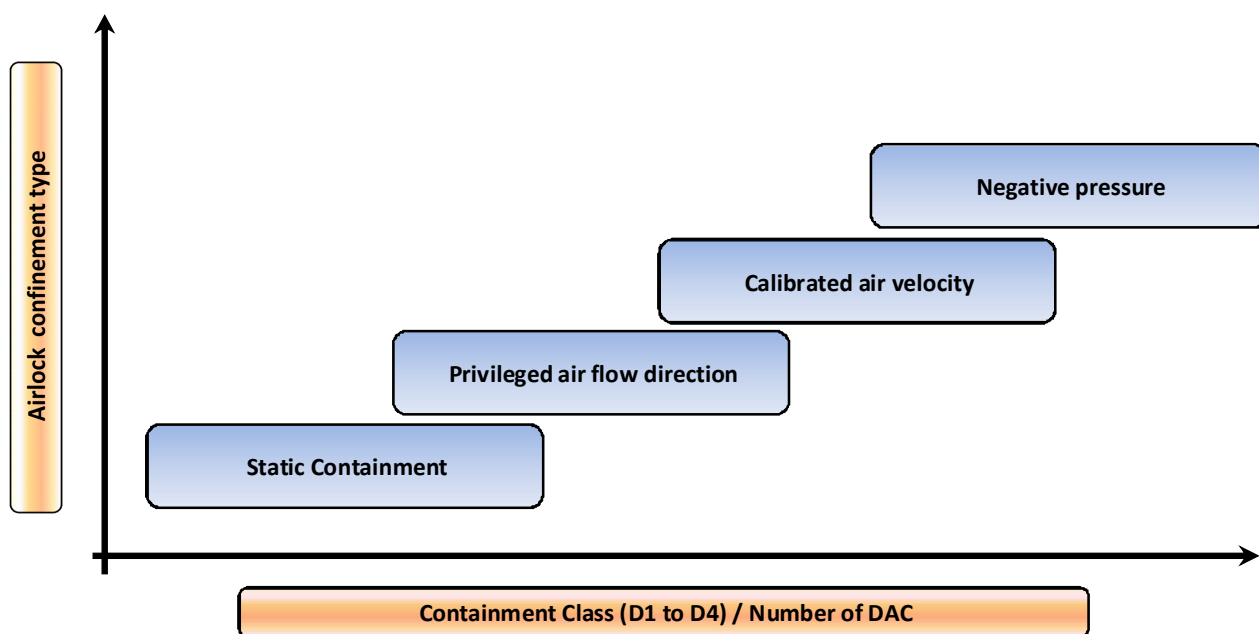 Airlock confinement type
Negative pressure
Calibrated air velocity
Privileged air flow direction
Static Containment
Containment Class (D1 to D4) / Number of DAC